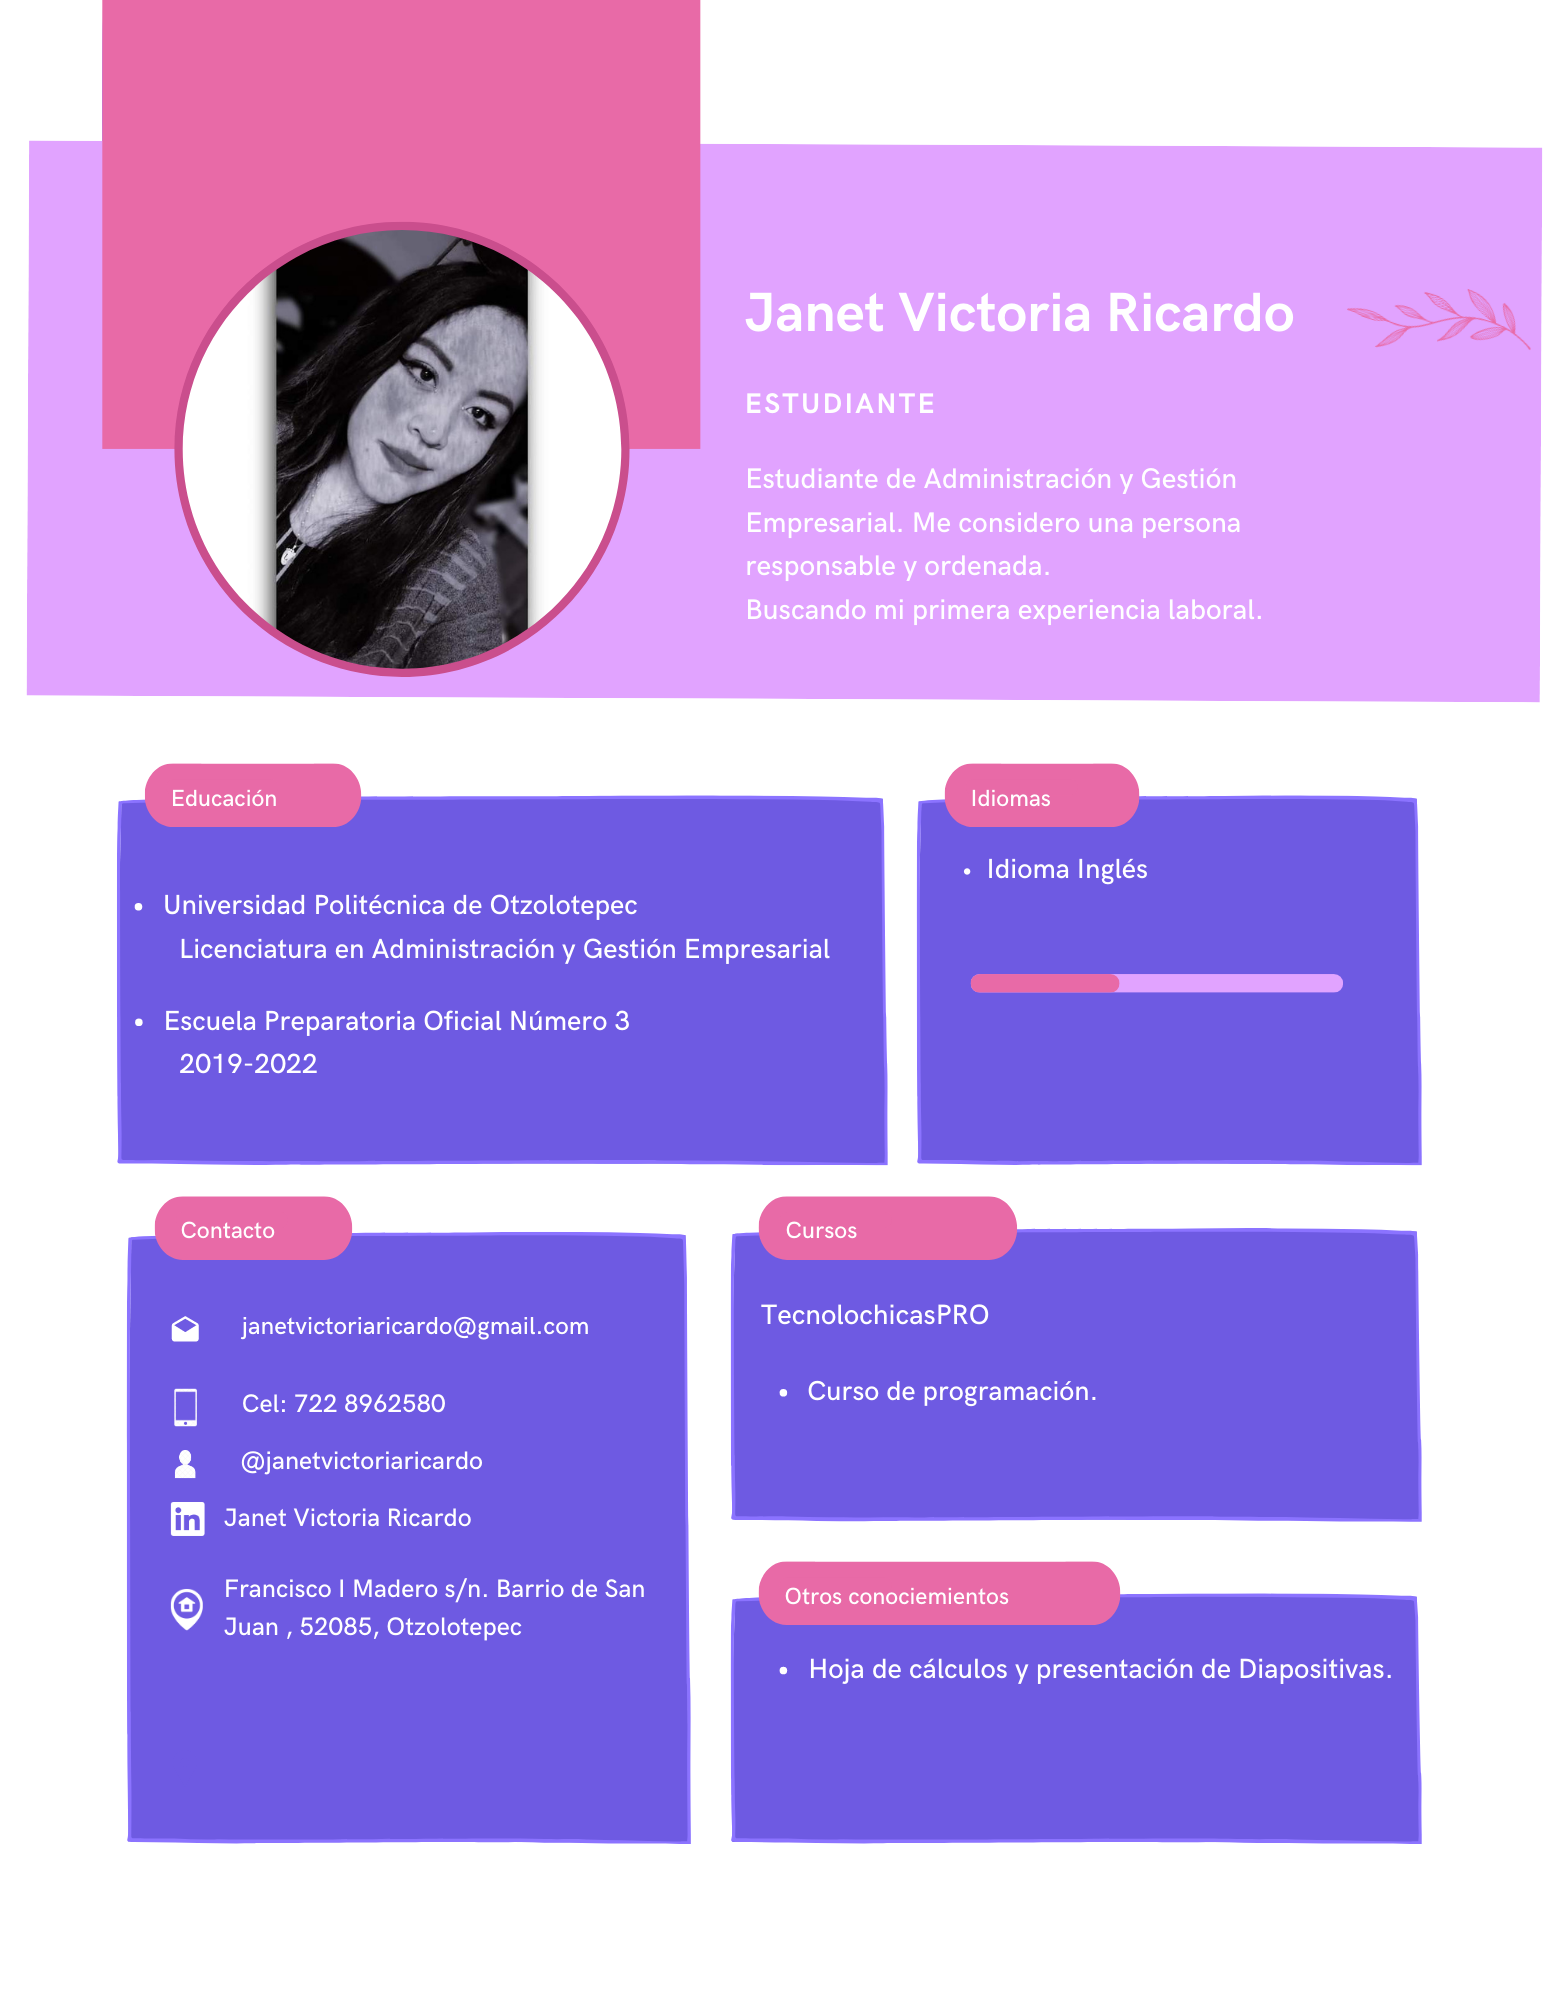 Janet Victoria Ricardo
ESTUDIANTE
Estudiante de Administración y Gestión
Empresarial. Me considero una persona
responsable y ordenada.
Buscando mi primera experiencia laboral.
Educación
• Universidad Politécnica de Otzolotepec
Licenciatura en Administración y Gestión Empresarial
• Escuela Preparatoria Oficial Número 3
2019-2022
Idiomas
• Idioma Inglés
Contacto
janetvictoriaricardo@gmail.com
Cel: 722 8962580
@janetvictoriaricardo
in Janet Victoria Ricardo
Francisco I Madero s/n. Barrio de San
Juan , 52085, Otzolotepec
Cursos
TecnolochicasPRO
• Curso de programación.
Otros conociemientos
• Hoja de cálculos y presentación de Diapositivas.